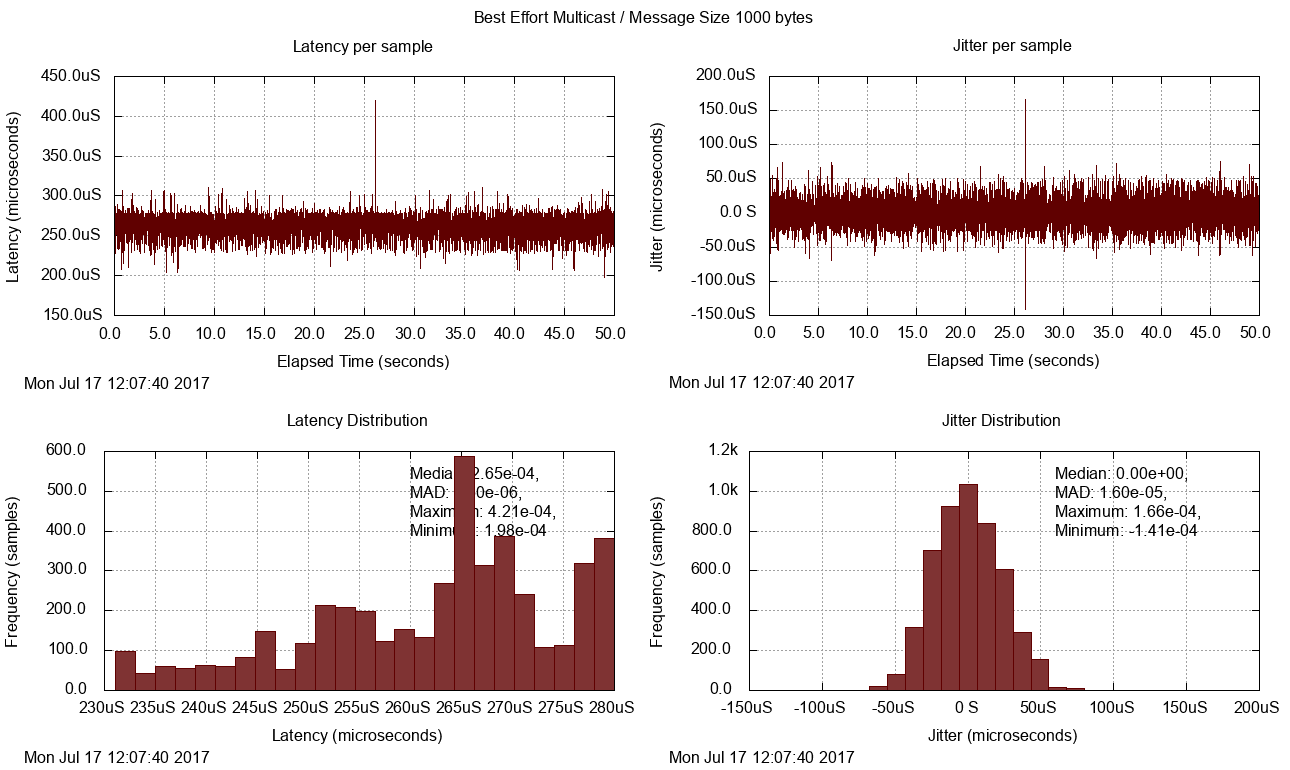 Best Effort Multicast / Message Size 1000 bytes
Latency per sample
450.0uS
400.0uS
350.0uS
300.0uS
250.0uS
200.0uS
150.0uS
Latency (microseconds)
0.0 5.0 10.0 15.0 20.0 25.0 30.0 35.0 40.0 45.0 50.0
Elapsed Time (seconds)
Mon Jul 17 12:07:40 2017
Jitter per sample
200.0uS
150.0uS
100.0uS
50.0uS
0.0 S
-50.0uS
-100.0uS
-150.0uS
Jitter (microseconds)
0.0 5.0 10.0 15.0 20.0 25.0 30.0 35.0 40.0 45.0 50.0
Elapsed Time (seconds)
Mon Jul 17 12:07:40 2017
Latency Distribution
600.0
500.0
400.0
300.0
200.0
100.0
0.0
Frequency (samples)
Median: 2.65e-04,
MAD: e-06,
Maximum: 4.21e-04,
Minimum: 1.98e-04
230uS 235uS 240uS 245uS 250uS 255uS 260uS 265uS 270uS 275uS 280uS
Latency (microseconds)
Mon Jul 17 12:07:40 2017
Jitter Distribution
1.2k
1.0k
800.0
600.0
400.0
200.0
0.0
Frequency (samples)
Median: 0.00e+00,
MAD: 1.60e-05,
Maximum: 1.66e-04,
Minimum: -1.41e-04
-150uS -100uS -50uS 0 S 50uS 100uS 150uS 200uS
Jitter (microseconds)
Mon Jul 17 12:07:40 2017